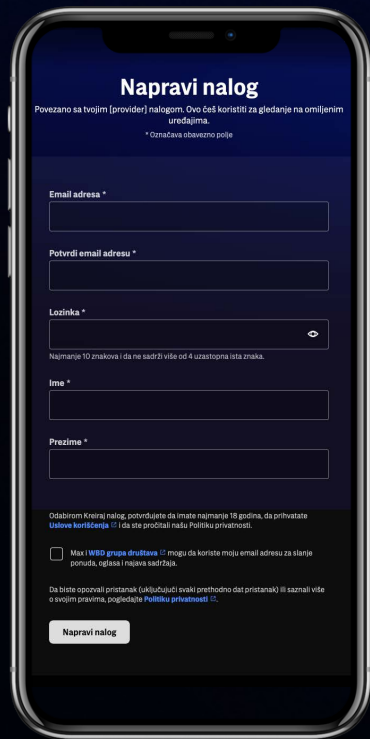 Napravi nalog
Povezano sa tvojim [provider] nalogom. Ovo ćeš koristiti za gledanje na omiljenim
uređajima.
* Označava obavezno polje
Email adresa *
Potvrdi email adresu *
Lozinka *
Najmanje 10 znakova i da ne sadrži više od 4 uzastopna ista znaka.
Ime *
Prezime *
Odabirom Kreiraj nalog, potvrđujete da imate najmanje 18 godina, da prihvatate
Uslove korišćenja i da ste pročitali našu Politiku privatnosti.
Max i WBD grupa društava mogu da koriste moju email adresu za slanje
ponuda, oglasa i najava sadržaja.
Da biste opozvali pristanak (uključujući svaki prethodno dat pristanak) ili saznali više
o svojim pravima, pogledajte Politiku privatnosti.
Napravi nalog